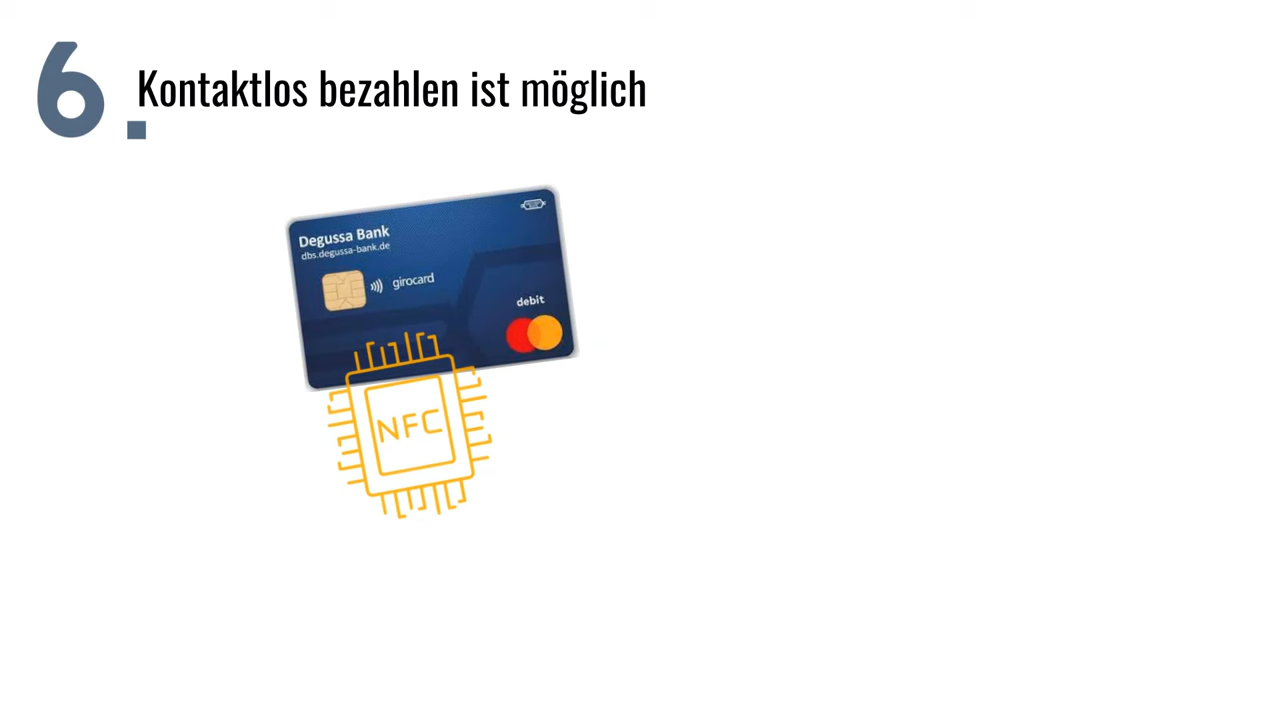 6.
Kontaktlos bezahlen ist möglich
Degussa Bank
dbs.degussa-bank.de
girocard
debit
NFC